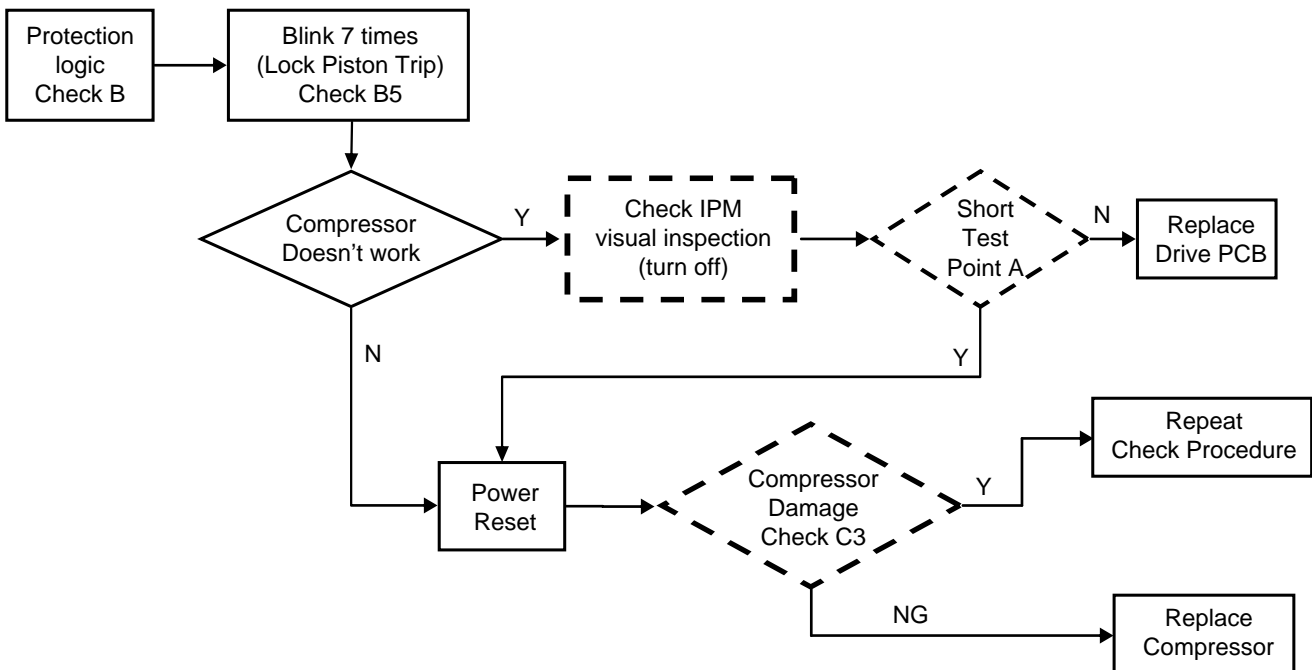 Protection
logic
Check B
Blink 7 times
(Lock Piston Trip)
Check B5
Compressor
Doesn’t work
Y
Check IPM
visual inspection
(turn off)
Short
Test
Point A
N
Replace
Drive PCB
N
Y
Power
Reset
Compressor
Damage
Check C3
Y
Repeat
Check Procedure
NG
Replace
Compressor